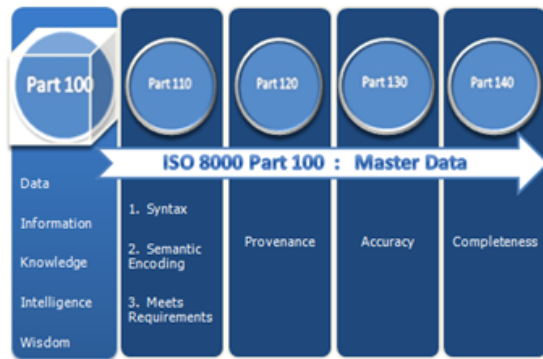 Part 100
Part 110
Part 120
Part 130
Part 140
ISO 8000 Part 100 : Master Data
Data
Information
Knowledge
Intelligence
Wisdom
1. Syntax
2. Semantic
Encoding
3. Meets
Requirements
Provenance
Accuracy
Completeness